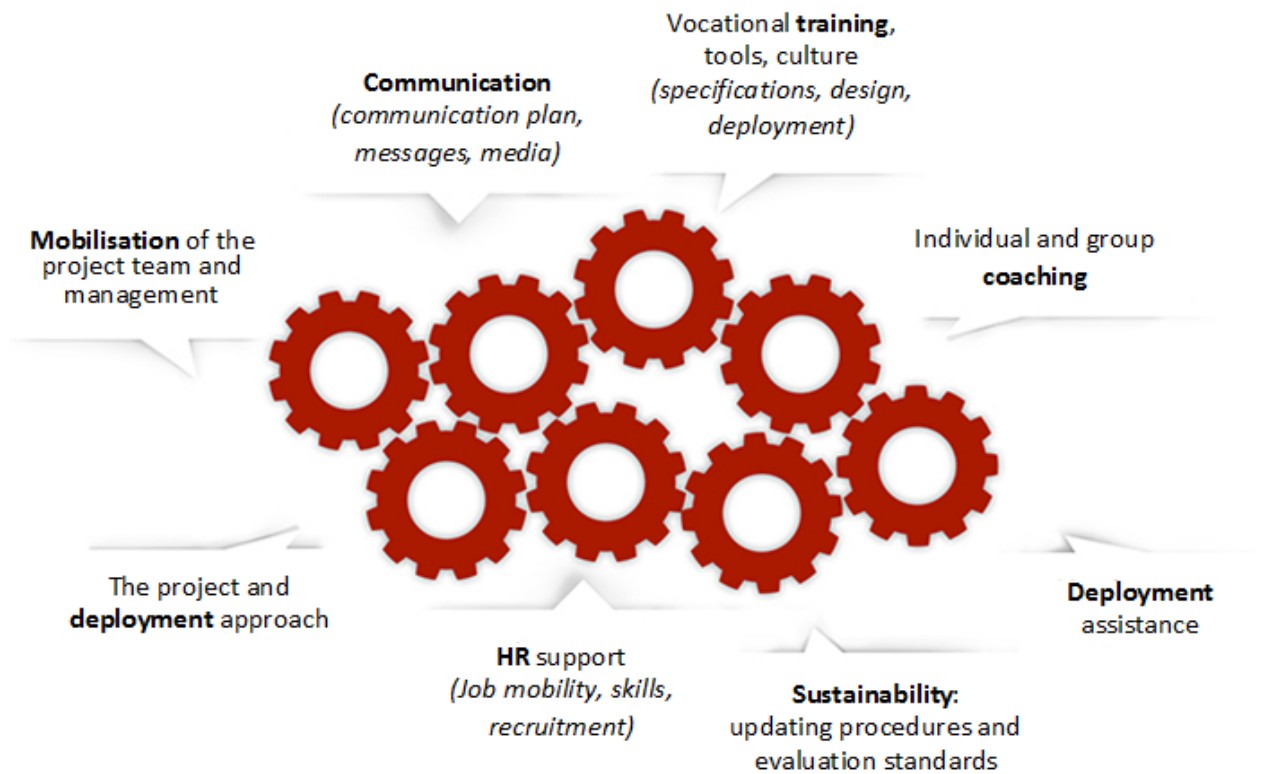 Vocational training,
tools, culture
(specifications, design,
deployment)
Communication
(communication plan,
messages, media)
Mobilisation of the
project team and
management
Individual and group
coaching
The project and
deployment approach
HR support
(Job mobility, skills,
recruitment)
Sustainability:
updating procedures and
evaluation standards
Deployment
assistance